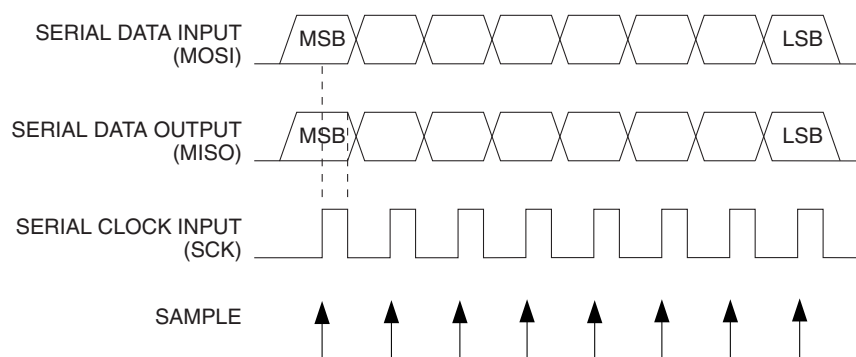 SERIAL DATA INPUT
(MOSI)
MSB
LSB
SERIAL DATA OUTPUT
(MISO)
MSB
LSB
SERIAL CLOCK INPUT
(SCK)
SAMPLE